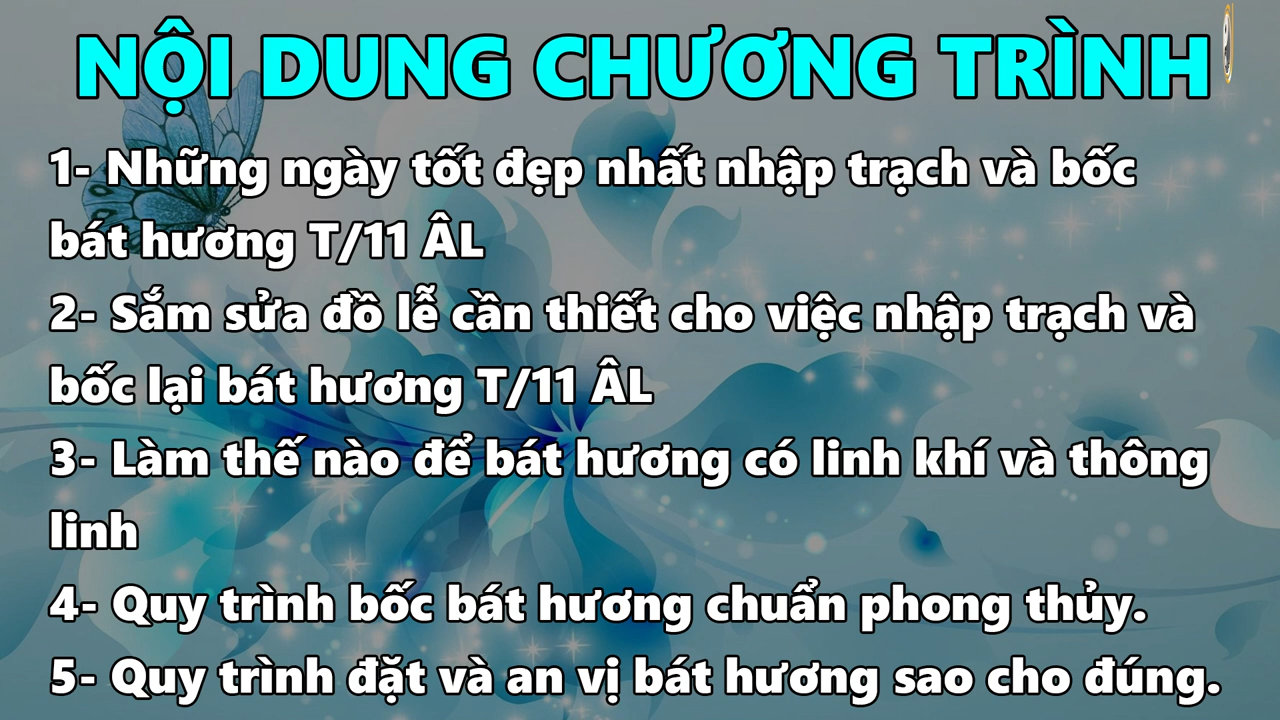 NỘI DUNG CHƯƠNG TRÌNH
1- Những ngày tốt đẹp nhất nhập trạch và bốc
bát hương T/11 ÂL
2- Sắm sửa đồ lễ cần thiết cho việc nhập trạch và
bốc lại bát hương T/11 ÂL
3- Làm thế nào để bát hương có linh khí và thông
linh
4- Quy trình bốc bát hương chuẩn phong thủy.
5- Quy trình đặt và an vị bát hương sao cho đúng.